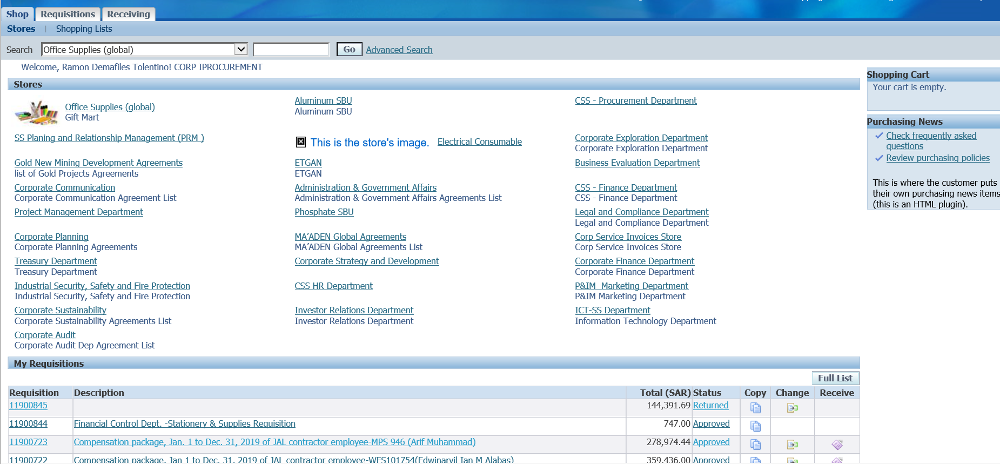 Shop Requisitions Receiving
Stores | Shopping Lists
Search Office Supplies (global) Go Advanced Search
Welcome, Ramon Demafiles Tolentino! CORP IPROCUREMENT
Stores
Office Supplies (global)
Gift Mart
Aluminum SBU
Aluminum SBU
CSS - Procurement Department
SS Planing and Relationship Management (PRM )
This is the store's image. Electrical Consumable
Corporate Exploration Department
Corporate Exploration Department
Gold New Mining Development Agreements
list of Gold Projects Agreements
ETGAN
ETGAN
Business Evaluation Department
Corporate Communication
Corporate Communication Agreement List
Administration & Government Affairs
Administration & Government Affairs Agreements List
CSS - Finance Department
CSS - Finance Department
Project Management Department
Phosphate SBU
Legal and Compliance Department
Legal and Compliance Department
Corporate Planning
Corporate Planning Agreements
MA’ADEN Global Agreements
MA’ADEN Global Agreements List
Corp Service Invoices Store
Corp Service Invoices Store
Treasury Department
Treasury Department
Corporate Strategy and Development
Corporate Finance Department
Corporate Finance Department
Industrial Security, Safety and Fire Protection
Industrial Security, Safety and Fire Protection
CSS HR Department
P&IM  Marketing Department
P&IM Marketing Department
Corporate Sustainability
Corporate Sustainability Agreements List
Investor Relations Department
Investor Relations Department
ICT-SS Department
Information Technology Department
Corporate Audit
Corporate Audit Dep Agreement List
Shopping Cart
Your cart is empty.
Purchasing News
Check frequently asked
questions
Review purchasing policies
This is where the customer puts
their own purchasing news items
(this is an HTML plugin).
My Requisitions
Full List
Requisition Description Total (SAR) Status Copy Change Receive
11900845 144,391.69 Returned
11900844 Financial Control Dept. -Stationery & Supplies Requisition 747.00 Approved
11900723 Compensation package, Jan. 1 to Dec. 31, 2019 of JAL contractor employee-MPS 946 (Arif Muhammad) 278,974.44 Approved
11900722 Compensation package, Jan 1 to Dec. 31, 2019 of JAL contractor employee-WFS101754(Edwinarvil Ian M Alabas) 359,436.00 Approved